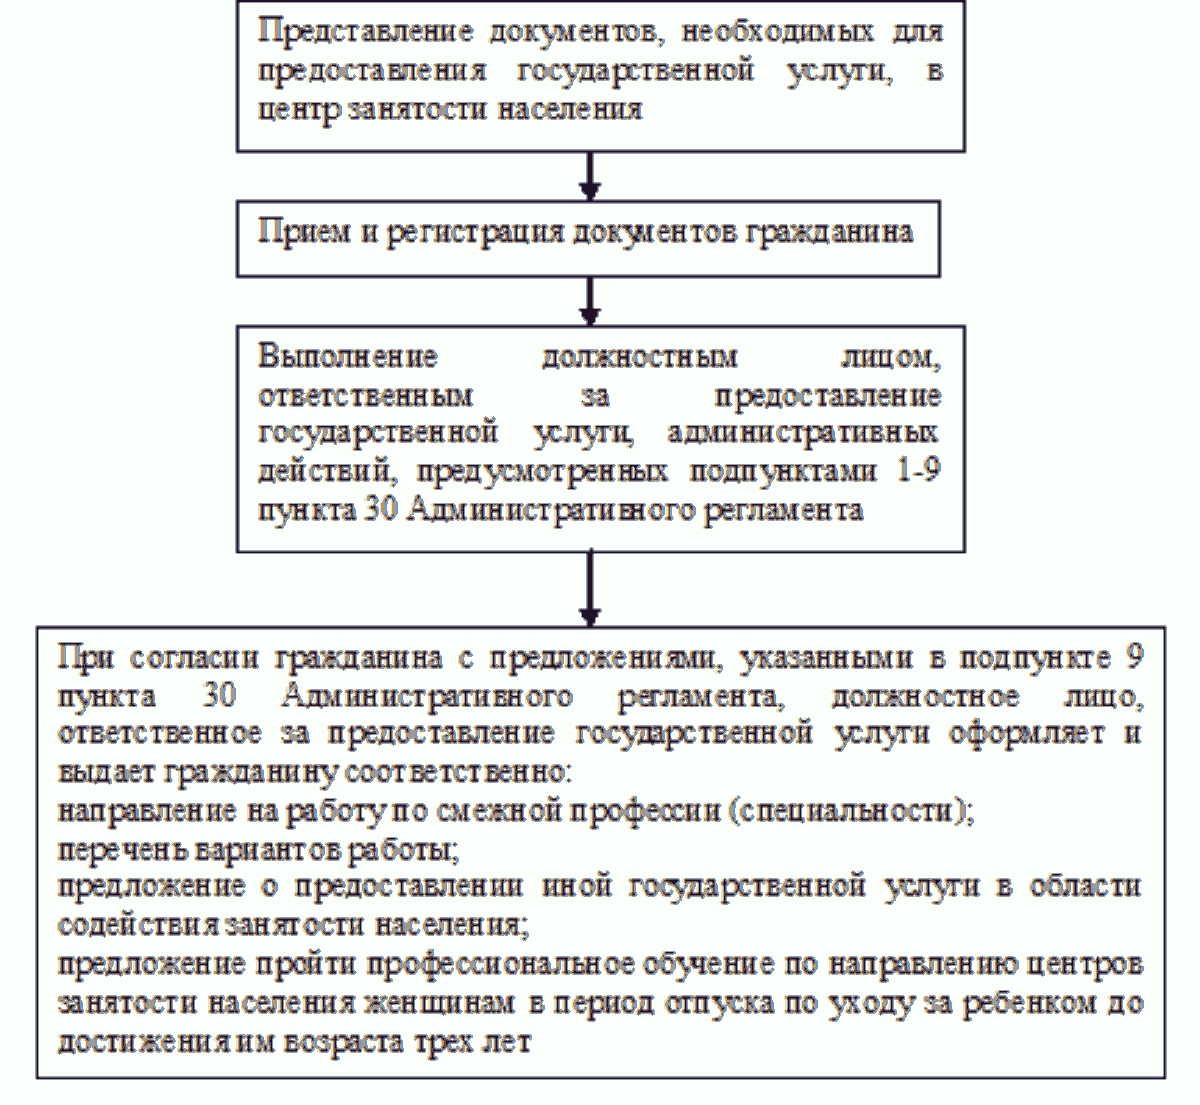 Представление документов, необходимых для
предоставления государственной услуги, в
центр занятости населения
Прием и регистрация документов гражданина
Выполнение должностным лицом,
ответственным за предоставление
государственной услуги, административных
действий, предусмотренных подпунктами 1-9
пункта 30 Административного регламента
При согласии гражданина с предложениями, указанными в подпункте 9
пункта 30 Административного регламента, должностное лицо,
ответственное за предоставление государственной услуги оформляет и
выдает гражданину соответственно:
направление на работу по смежной профессии (специальности);
перечень вариантов работы;
предложение о предоставлении иной государственной услуги в области
содействия занятости населения;
предложение пройти профессиональное обучение по направлению центров
занятости населения женщинам в период отпуска по уходу за ребенком до
достижения им возраста трех лет